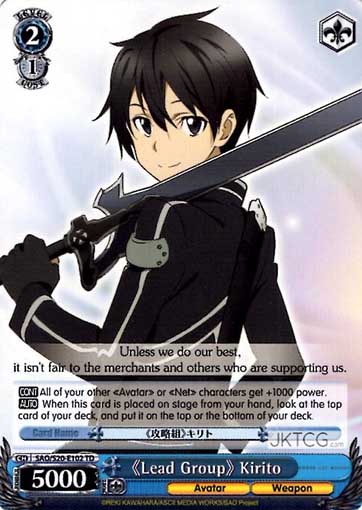 LEVEL
2
1
COST
Unless we do our best,
it isn't fair to the merchants and others who are supporting us.
CONT All of your other «Avatar» or «Net» characters get +1000 power.
AUTO When this card is placed on stage from your hand, look at the top
card of your deck, and put it on the top or the bottom of your deck.
Card Name 《攻略組》キリト
JKTCG.com
CH SAO/S20-E102 TD
《Lead Group》 Kirito
5000
Avatar Weapon
©REKI KAWAHARA/ASCII MEDIA WORKS/SAO Project